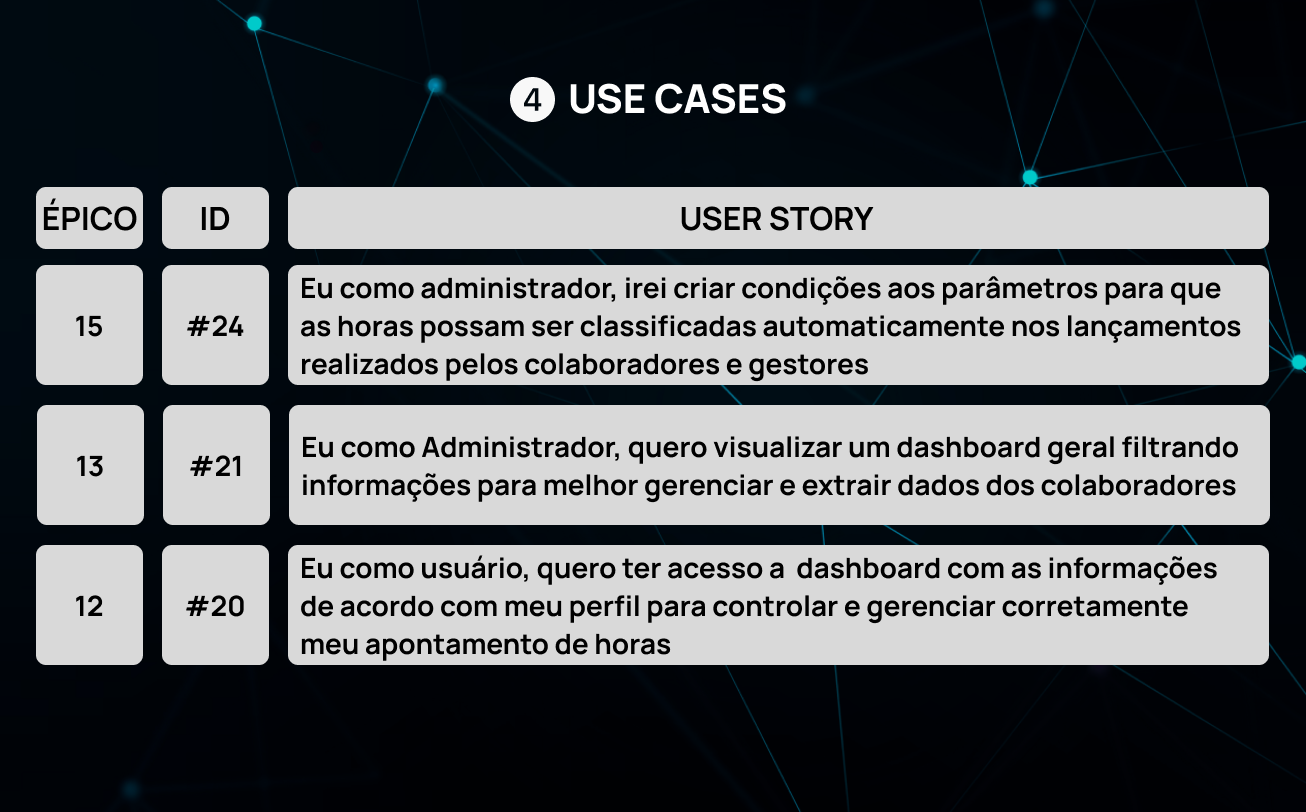 4 USE CASES
ÉPICO ID USER STORY
15 #24 Eu como administrador, irei criar condições aos parâmetros para que
as horas possam ser classificadas automaticamente nos lançamentos
realizados pelos colaboradores e gestores
13 #21 Eu como Administrador, quero visualizar um dashboard geral filtrando
informações para melhor gerenciar e extrair dados dos colaboradores
12 #20 Eu como usuário, quero ter acesso a dashboard com as informações
de acordo com meu perfil para controlar e gerenciar corretamente
meu apontamento de horas